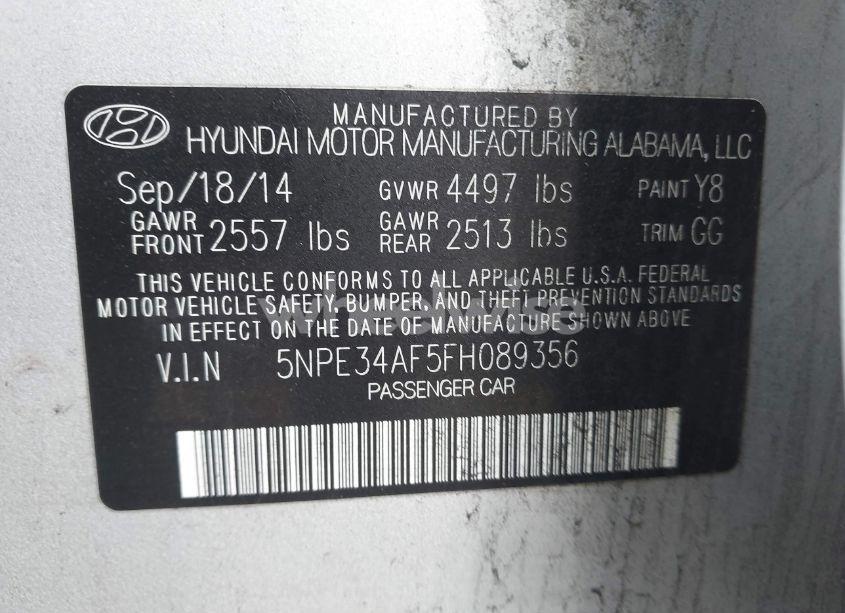 MANUFACTURED BY
HYUNDAI MOTOR MANUFACTURING ALABAMA, LLC
Sep/18/14 GVWR 4497 lbs PAINT Y8
GAWR FRONT 2557 lbs GAWR REAR 2513 lbs TRIM GG
THIS VEHICLE CONFORMS TO ALL APPLICABLE U.S.A. FEDERAL
MOTOR VEHICLE SAFETY, BUMPER, AND THEFT PREVENTION STANDARDS
IN EFFECT ON THE DATE OF MANUFACTURE SHOWN ABOVE
V.I.N 5NPE34AF5FH089356
PASSENGER CAR
wheelwise